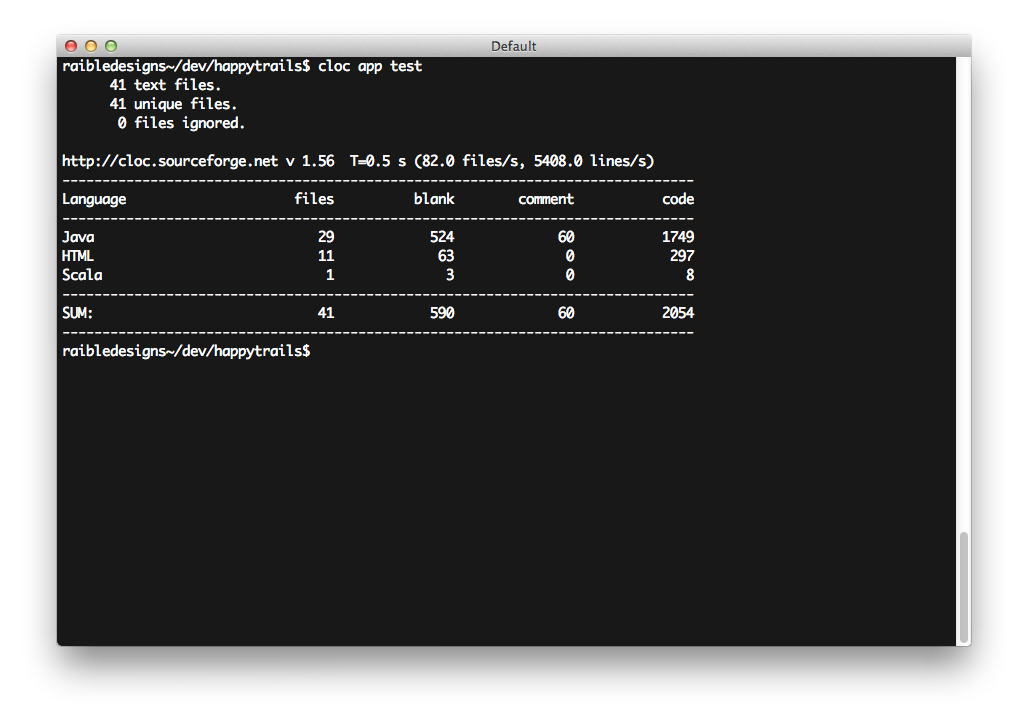 Default
raibledesigns~/dev/happytrails$ cloc app test
      41 text files.
      41 unique files.
       0 files ignored.
http://cloc.sourceforge.net v 1.56  T=0.5 s (82.0 files/s, 5408.0 lines/s)
-------------------------------------------------------------------------------
Language                     files          blank        comment           code
-------------------------------------------------------------------------------
Java                            29            524             60           1749
HTML                            11             63              0            297
Scala                            1              3              0              8
-------------------------------------------------------------------------------
SUM:                            41            590             60           2054
-------------------------------------------------------------------------------
raibledesigns~/dev/happytrails$